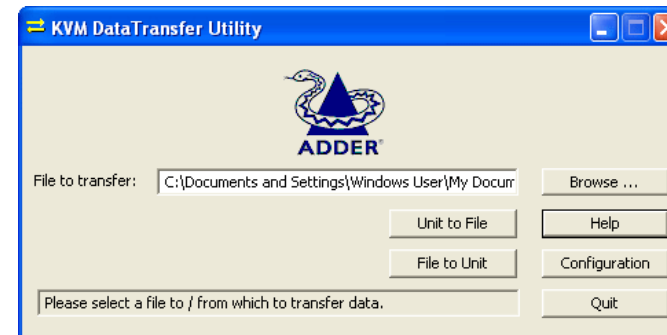 KVM DataTransfer Utility
ADDER®
File to transfer: C:\Documents and Settings\Windows User\My Docum Browse ...
Unit to File Help
File to Unit Configuration
Please select a file to / from which to transfer data. Quit